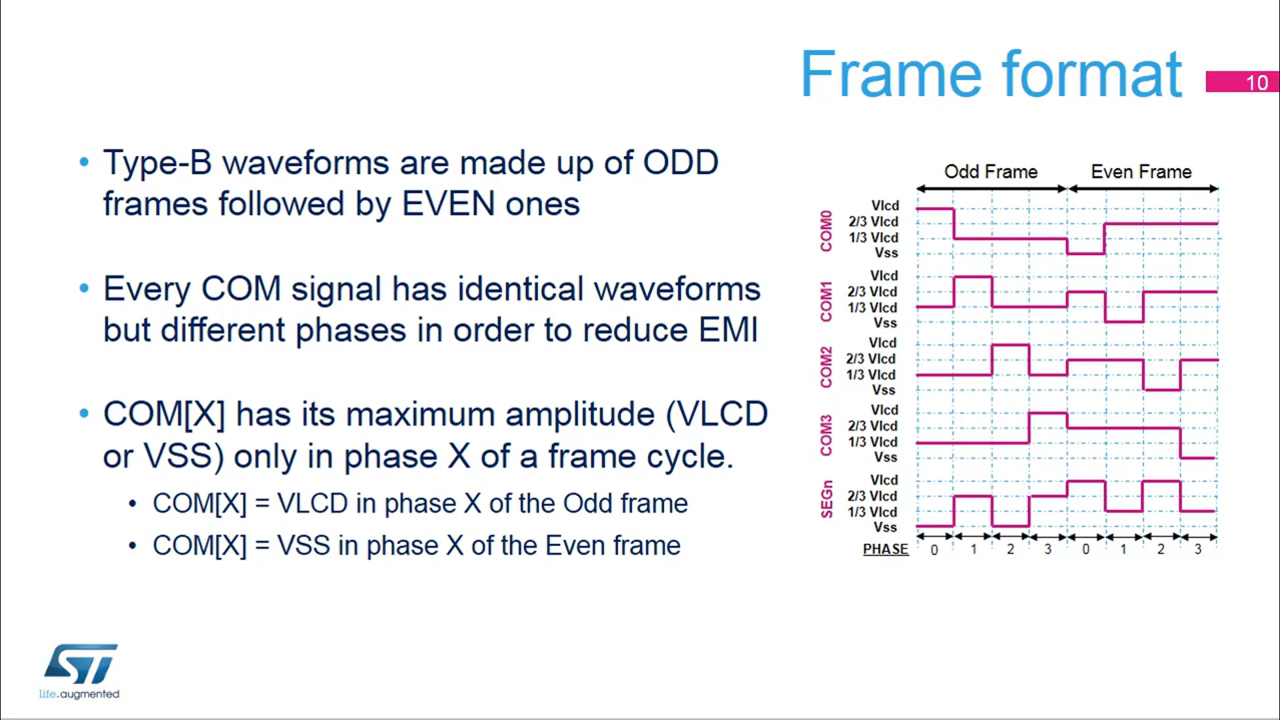 Frame format
10
• Type-B waveforms are made up of ODD
frames followed by EVEN ones
• Every COM signal has identical waveforms
but different phases in order to reduce EMI
• COM[X] has its maximum amplitude (VLCD
or VSS) only in phase X of a frame cycle.
• COM[X] = VLCD in phase X of the Odd frame
• COM[X] = VSS in phase X of the Even frame
Odd Frame Even Frame
COM0
Vlcd
2/3 Vlcd
1/3 Vlcd
Vss
COM1
Vlcd
2/3 Vlcd
1/3 Vlcd
Vss
COM2
Vlcd
2/3 Vlcd
1/3 Vlcd
Vss
COM3
Vlcd
2/3 Vlcd
1/3 Vlcd
Vss
SEGn
Vlcd
2/3 Vlcd
1/3 Vlcd
Vss
PHASE 0 1 2 3 0 1 2 3
ST
life.augmented